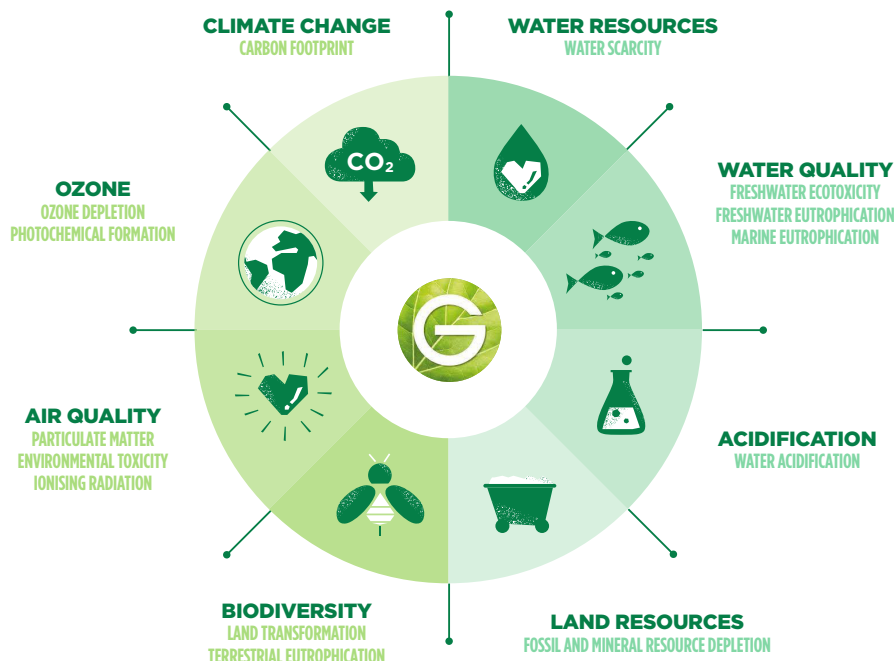 CLIMATE CHANGE
CARBON FOOTPRINT
WATER RESOURCES
WATER SCARCITY
WATER QUALITY
FRESHWATER ECOTOXICITY
FRESHWATER EUTROPHICATION
MARINE EUTROPHICATION
ACIDIFICATION
WATER ACIDIFICATION
LAND RESOURCES
FOSSIL AND MINERAL RESOURCE DEPLETION
BIODIVERSITY
LAND TRANSFORMATION
TERRESTRIAL EUTROPHICATION
AIR QUALITY
PARTICULATE MATTER
ENVIRONMENTAL TOXICITY
IONISING RADIATION
OZONE
OZONE DEPLETION
PHOTOCHEMICAL FORMATION
CO₂
G